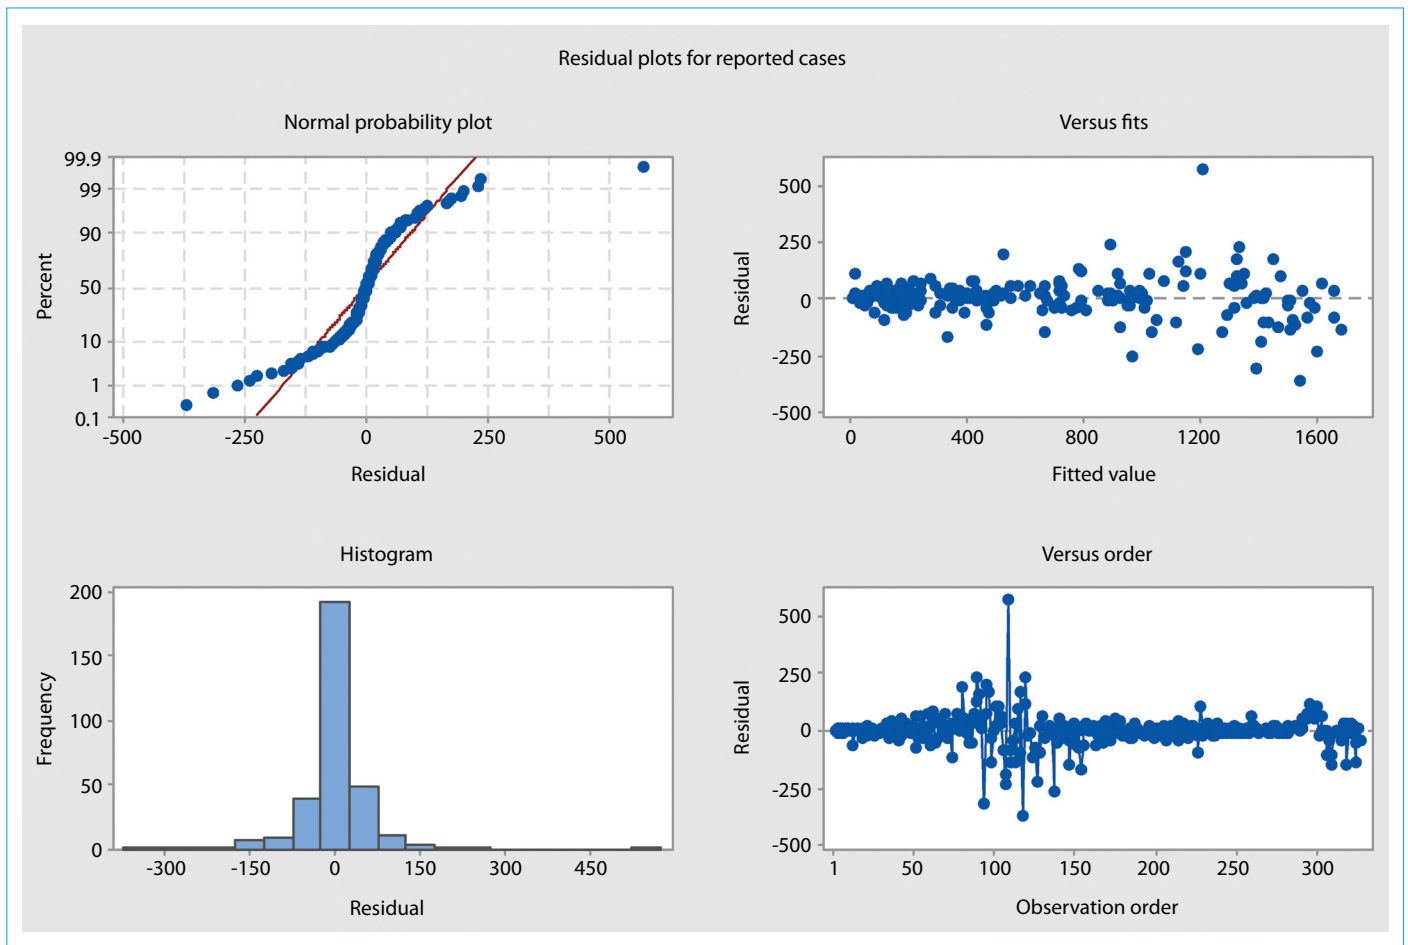 Residual plots for reported cases
Normal probability plot
99.9
99
90
50
10
1
0.1
Percent
-500 -250 0 250 500
Residual
Versus fits
500
250
0
-250
-500
Residual
0 400 800 1200 1600
Fitted value
Histogram
200
150
100
50
0
Frequency
-300 -150 0 150 300 450
Residual
Versus order
500
250
0
-250
-500
Residual
1 50 100 150 200 250 300
Observation order